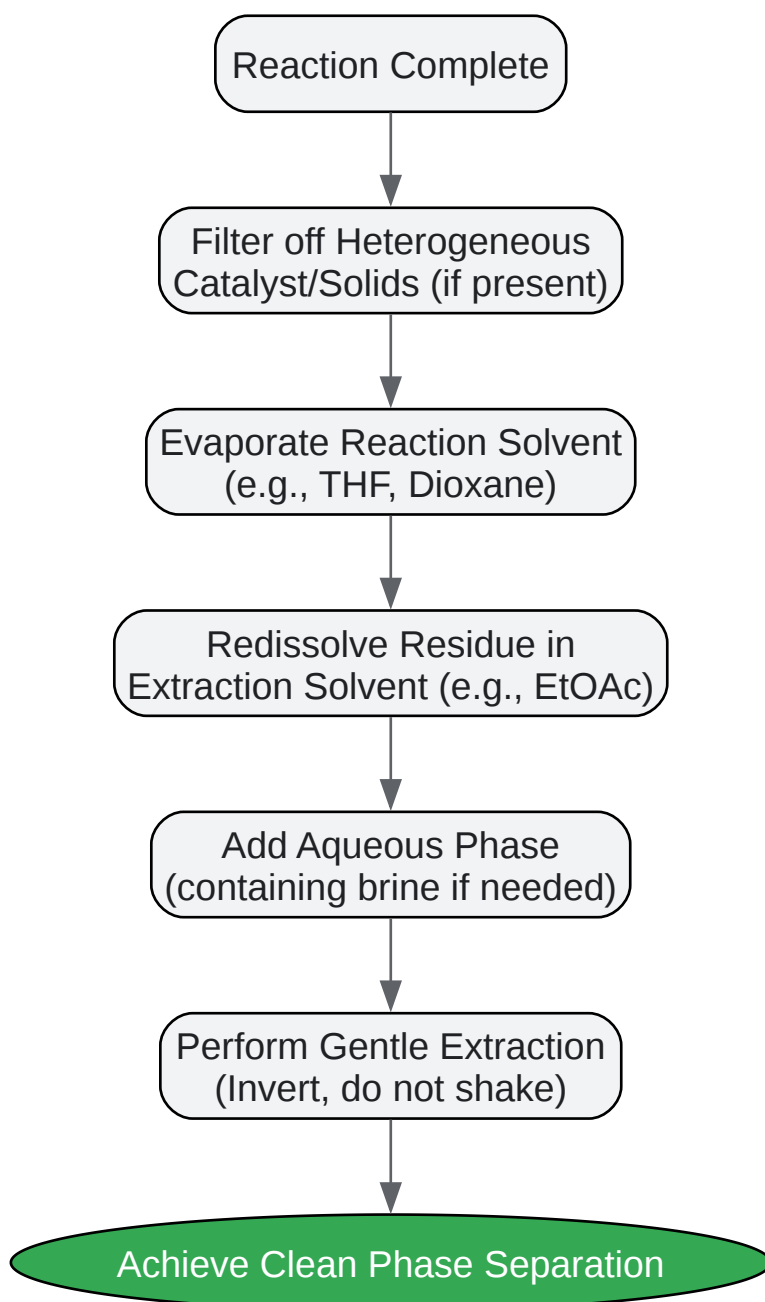 Reaction Complete
Filter off Heterogeneous
Catalyst/Solids (if present)
Evaporate Reaction Solvent
(e.g., THF, Dioxane)
Redissolve Residue in
Extraction Solvent (e.g., EtOAc)
Add Aqueous Phase
(containing brine if needed)
Perform Gentle Extraction
(Invert, do not shake)
Achieve Clean Phase Separation